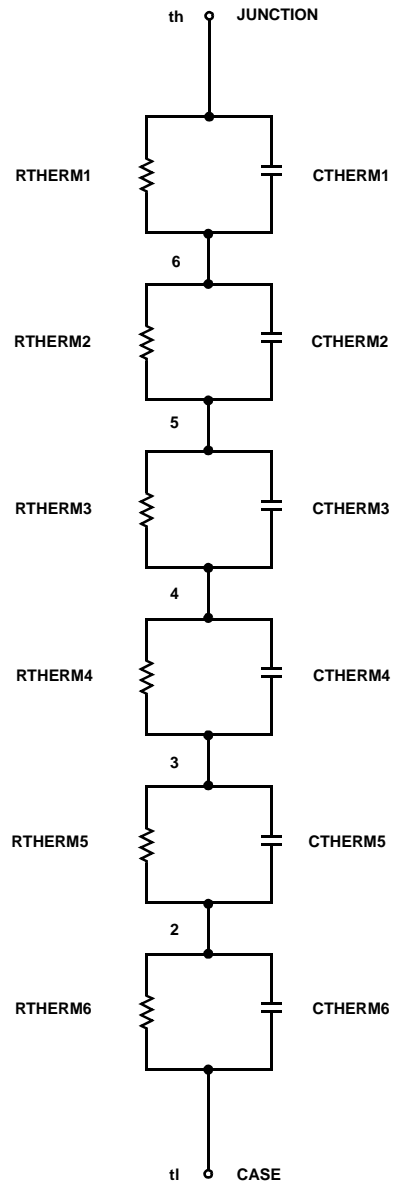 th JUNCTION
RTHERM1 CTHERM1
6
RTHERM2 CTHERM2
5
RTHERM3 CTHERM3
4
RTHERM4 CTHERM4
3
RTHERM5 CTHERM5
2
RTHERM6 CTHERM6
tl CASE